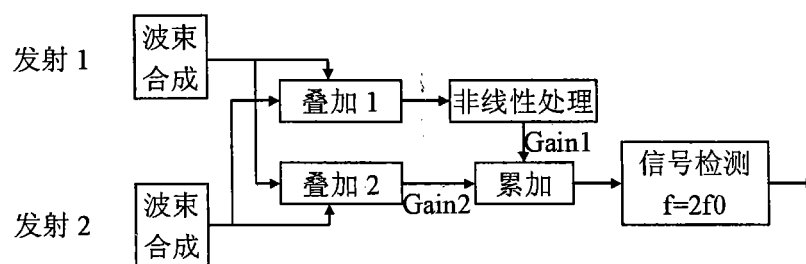 发射 1
波束
合成
叠加 1
非线性处理
Gain1
叠加 2
Gain2
累加
信号检测
f=2f0
发射 2
波束
合成